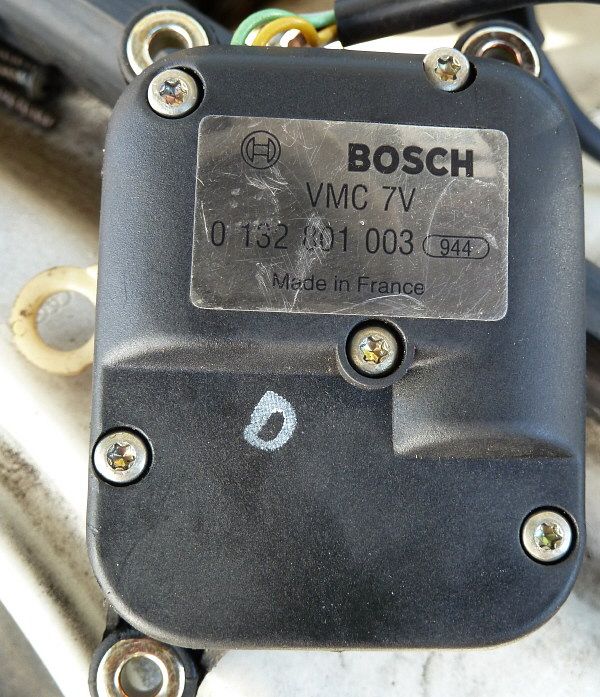 BOSCH
VMC 7V
0 132 801 003 944
Made in France
D